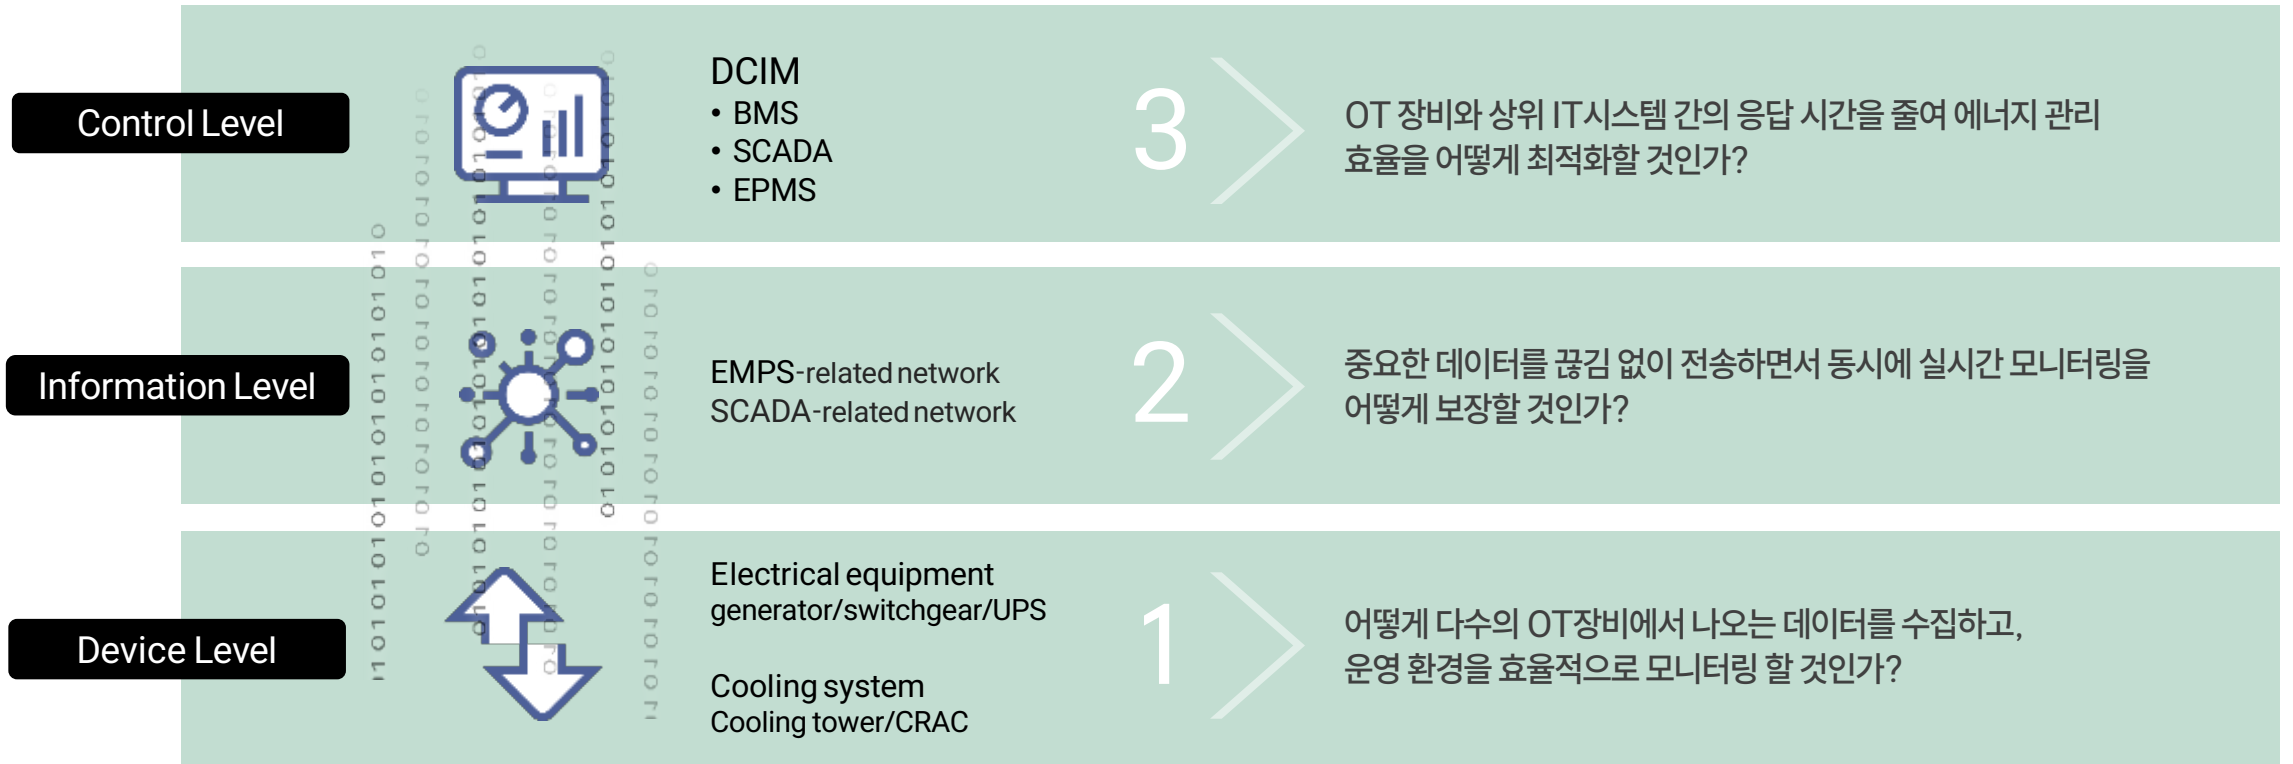 Control Level
DCIM
• BMS
• SCADA
• EPMS
3
OT 장비와 상위 IT시스템 간의 응답 시간을 줄여 에너지 관리
효율을 어떻게 최적화할 것인가?
Information Level
EMPS-related network
SCADA-related network
2
중요한 데이터를 끊김 없이 전송하면서 동시에 실시간 모니터링을
어떻게 보장할 것인가?
Device Level
Electrical equipment
generator/switchgear/UPS
Cooling system
Cooling tower/CRAC
1
어떻게 다수의 OT장비에서 나오는 데이터를 수집하고,
운영 환경을 효율적으로 모니터링 할 것인가?